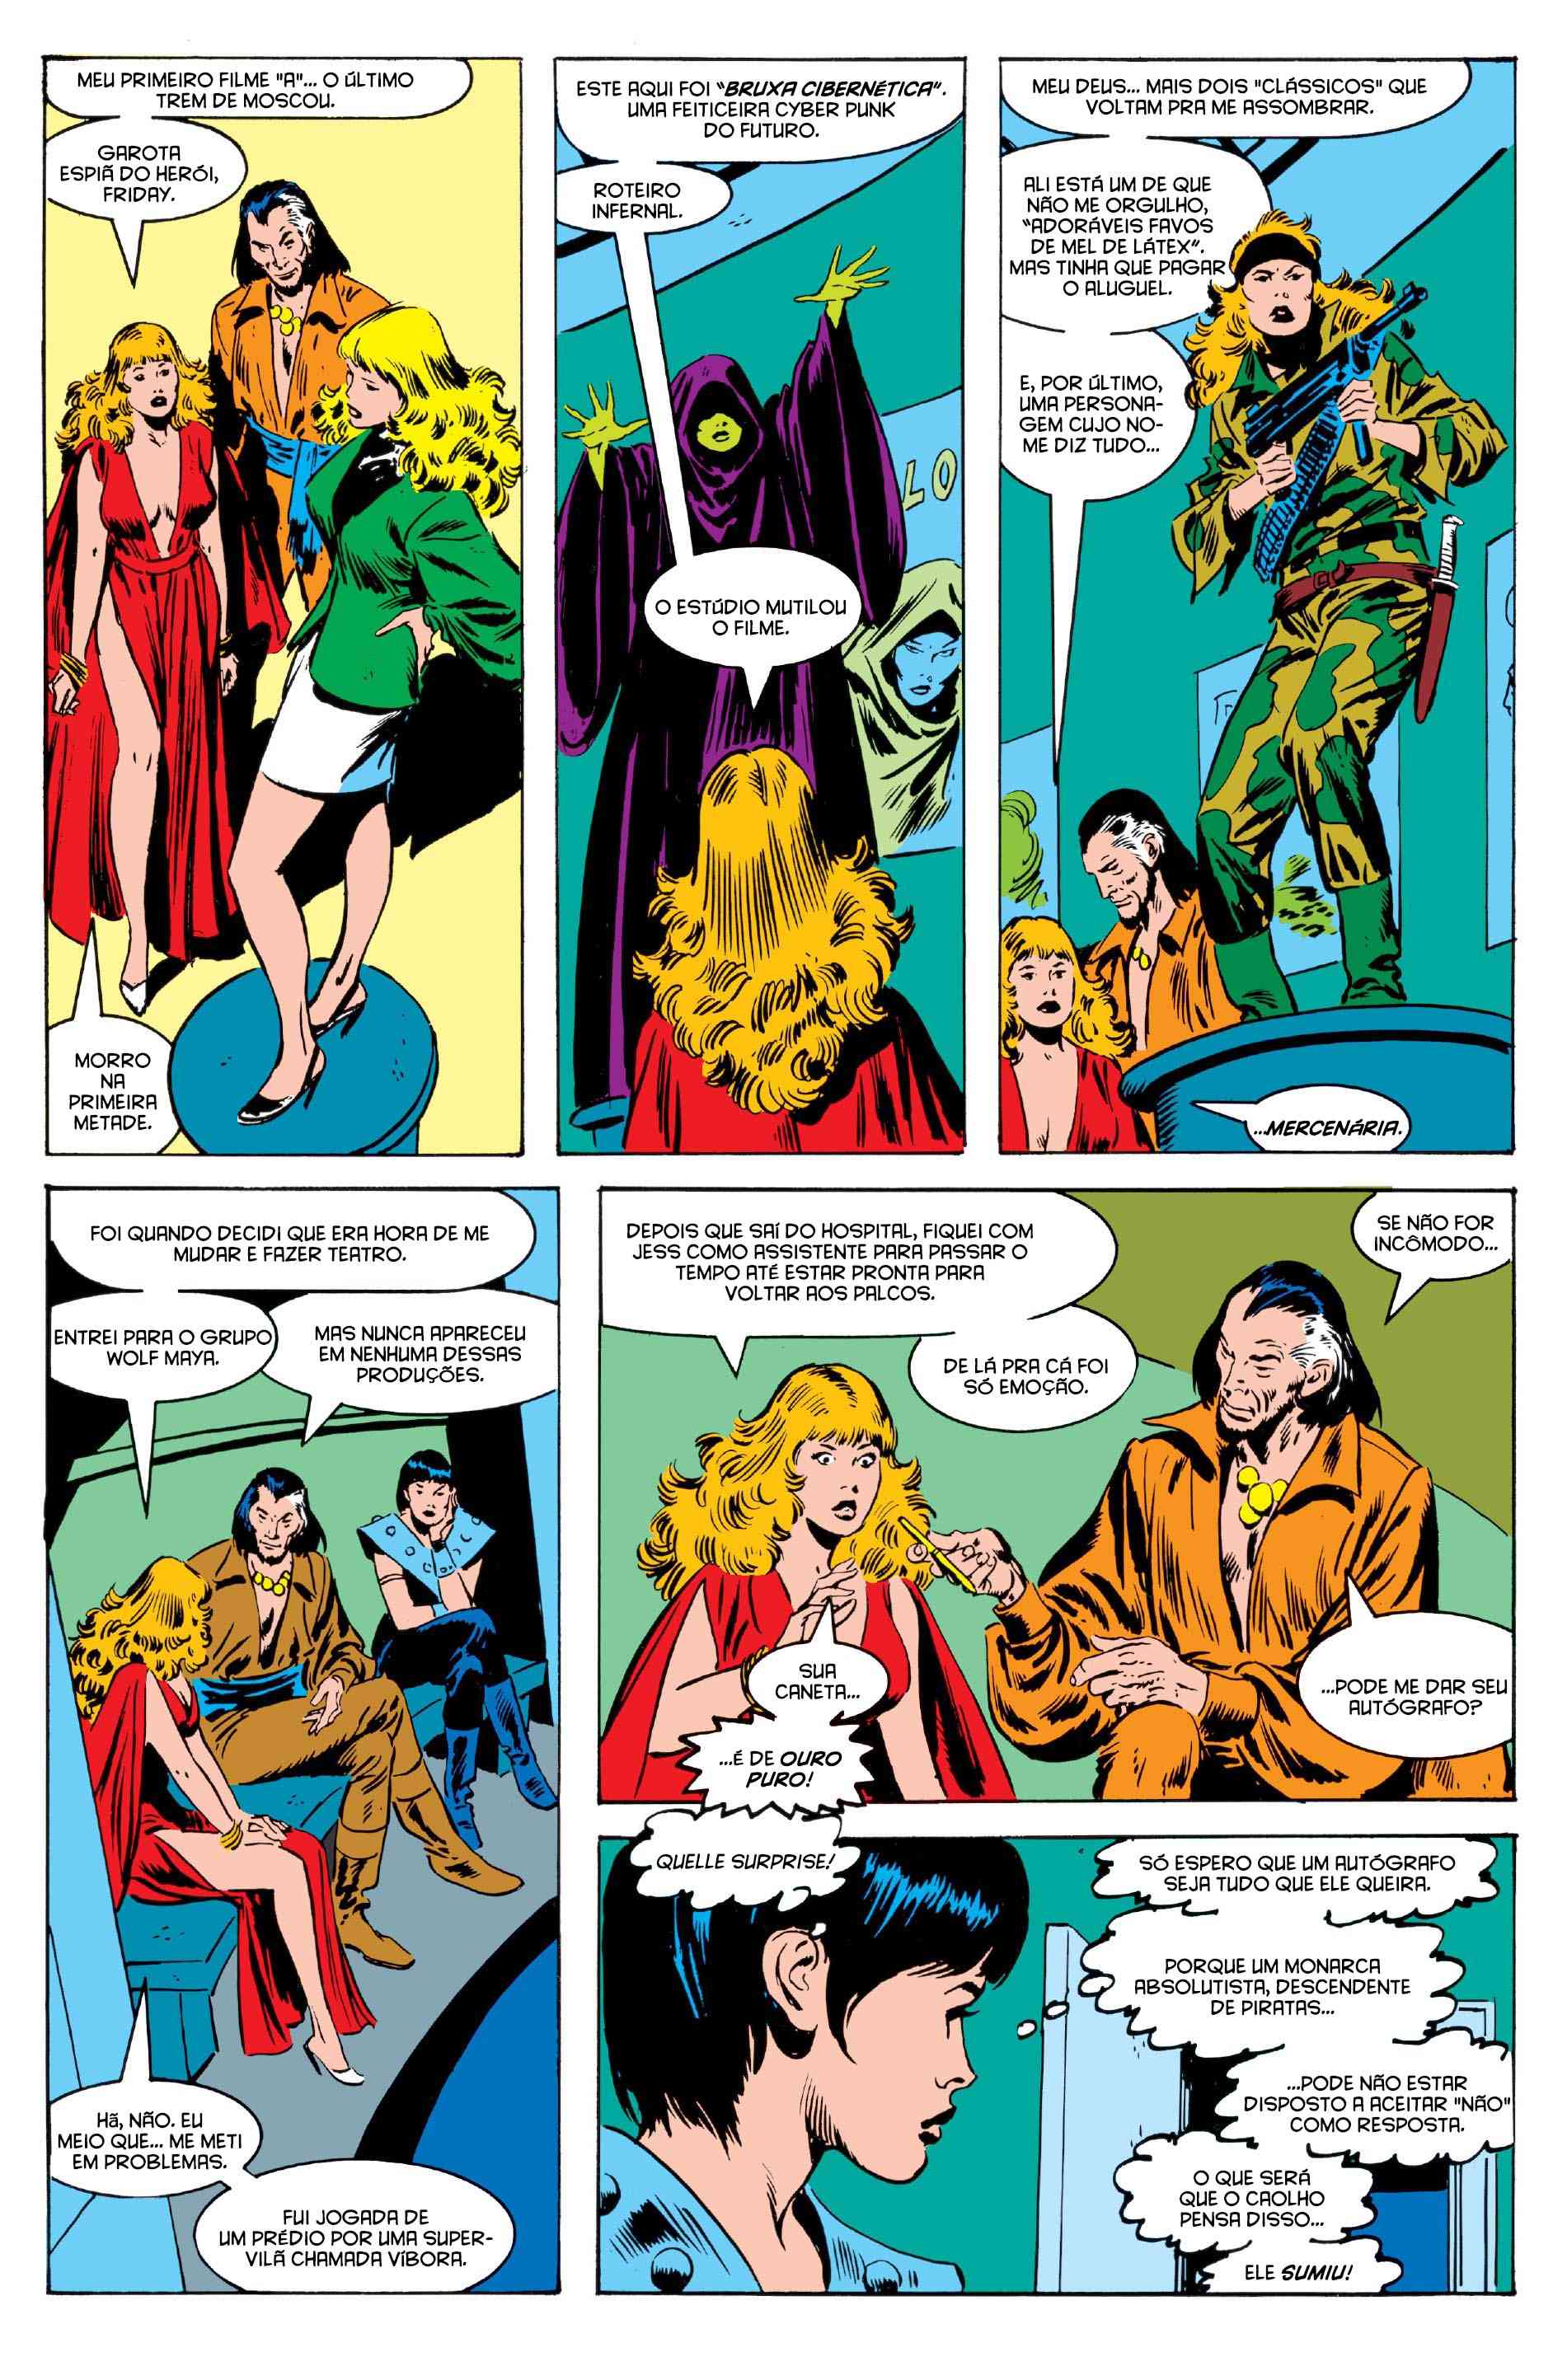 MEU PRIMEIRO FILME "A"... O ÚLTIMO
TREM DE MOSCOU.
GAROTA
ESPIÃ DO HERÓI,
FRIDAY.
MORRO
NA
PRIMEIRA
METADE.
ESTE AQUI FOI "BRUXA CIBERNÉTICA".
UMA FEITICEIRA CYBER PUNK
DO FUTURO.
ROTEIRO
INFERNAL.
LO
O ESTÚDIO MUTILOU
O FILME.
MEU DEUS... MAIS DOIS "CLÁSSICOS" QUE
VOLTAM PRA ME ASSOMBRAR.
ALI ESTÁ UM DE QUE
NÃO ME ORGULHO,
"ADORÁVEIS FAVOS
DE MEL DE LÁTEX".
MAS TINHA QUE PAGAR
O ALUGUEL.
E, POR ÚLTIMO,
UMA PERSONA-
GEM CUJO NO-
ME DIZ TUDO...
...MERCENÁRIA.
FOI QUANDO DECIDI QUE ERA HORA DE ME
MUDAR E FAZER TEATRO.
ENTREI PARA O GRUPO
WOLF MAYA.
MAS NUNCA APARECEU
EM NENHUMA DESSAS
PRODUÇÕES.
HÃ, NÃO. EU
MEIO QUE... ME METI
EM PROBLEMAS.
FUI JOGADA DE
UM PRÉDIO POR UMA SUPER-
VILÃ CHAMADA VÍBORA.
DEPOIS QUE SAÍ DO HOSPITAL, FIQUEI COM
JESS COMO ASSISTENTE PARA PASSAR O
TEMPO ATÉ ESTAR PRONTA PARA
VOLTAR AOS PALCOS.
DE LÁ PRA CÁ FOI
SÓ EMOÇÃO.
SE NÃO FOR
INCÔMODO...
...PODE ME DAR SEU
AUTÓGRAFO?
SUA
CANETA...
...É DE OURO
PURO!
QUELLE SURPRISE!
SÓ ESPERO QUE UM AUTÓGRAFO
SEJA TUDO QUE ELE QUEIRA.
PORQUE UM MONARCA
ABSOLUTISTA, DESCENDENTE
DE PIRATAS...
...PODE NÃO ESTAR
DISPOSTO A ACEITAR "NÃO"
COMO RESPOSTA.
O QUE SERÁ
QUE O CAOLHO
PENSA DISSO...
ELE SUMIU!